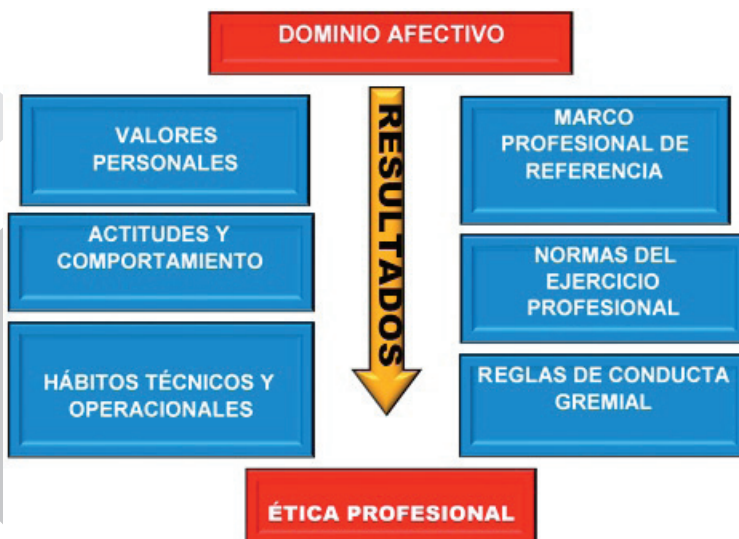 DOMINIO AFECTIVO
VALORES
PERSONALES
ACTITUDES Y
COMPORTAMIENTO
HÁBITOS TÉCNICOS Y
OPERACIONALES
RESULTADOS
MARCO
PROFESIONAL DE
REFERENCIA
NORMAS DEL
EJERCICIO
PROFESIONAL
REGLAS DE CONDUCTA
GREMIAL
ÉTICA PROFESIONAL